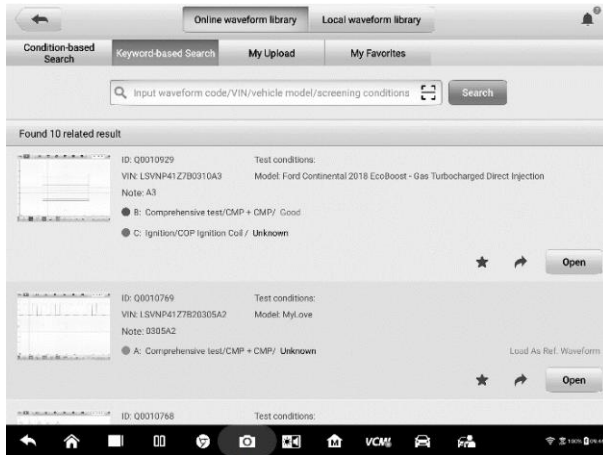 Online waveform library Local waveform library
Condition-based Search Keyword-based Search My Upload My Favorites
Input waveform code/VIN/vehicle model/screening conditions Search
Found 10 related result
ID: Q0010929 Test conditions:
VIN: LSVNP41Z7B0310A3 Model: Ford Continental 2018 EcoBoost - Gas Turbocharged Direct Injection
Note: A3
B: Comprehensive test/CMP + CMP/ Good
C: Ignition/COP Ignition Coil / Unknown
Open
ID: Q0010769 Test conditions:
VIN: LSVNP41Z7B20305A2 Model: MyLove
Note: 0305A2
A: Comprehensive test/CMP + CMP/ Unknown Load As Ref. Waveform
Open
ID: Q0010768 Test conditions:
M VCMI 100%